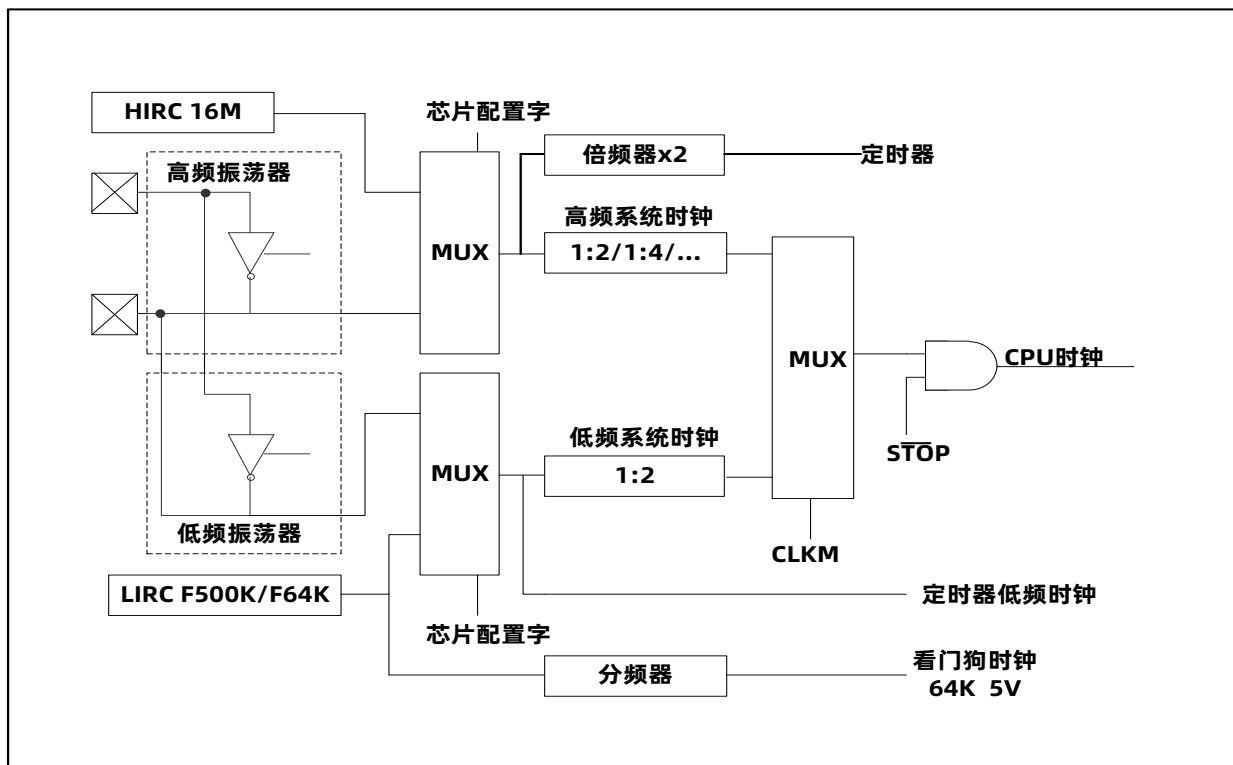 HIRC 16M
芯片配置字
高频振荡器
倍频器x2
定时器
高频系统时钟
MUX
1:2/1:4/...
MUX
CPU时钟
STOP
低频系统时钟
MUX
1:2
低频振荡器
CLKM
LIRC F500K/F64K
定时器低频时钟
芯片配置字
分频器
看门狗时钟
64K 5V